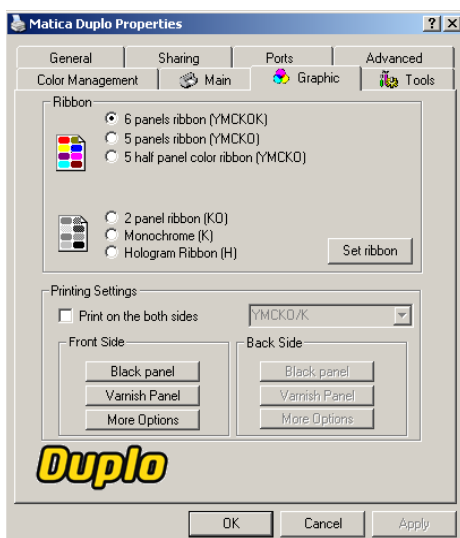 Matica Duplo Properties
General Sharing Ports Advanced
Color Management Main Graphic Tools
Ribbon
6 panels ribbon (YMCKOK)
5 panels ribbon (YMCKO)
5 half panel color ribbon (YMCKO)
2 panel ribbon (KO)
Monochrome (K)
Hologram Ribbon (H)
Set ribbon
Printing Settings
Print on the both sides YMCKO/K
Front Side Back Side
Black panel Black panel
Varnish Panel Varnish Panel
More Options More Options
Duplo
OK Cancel Apply